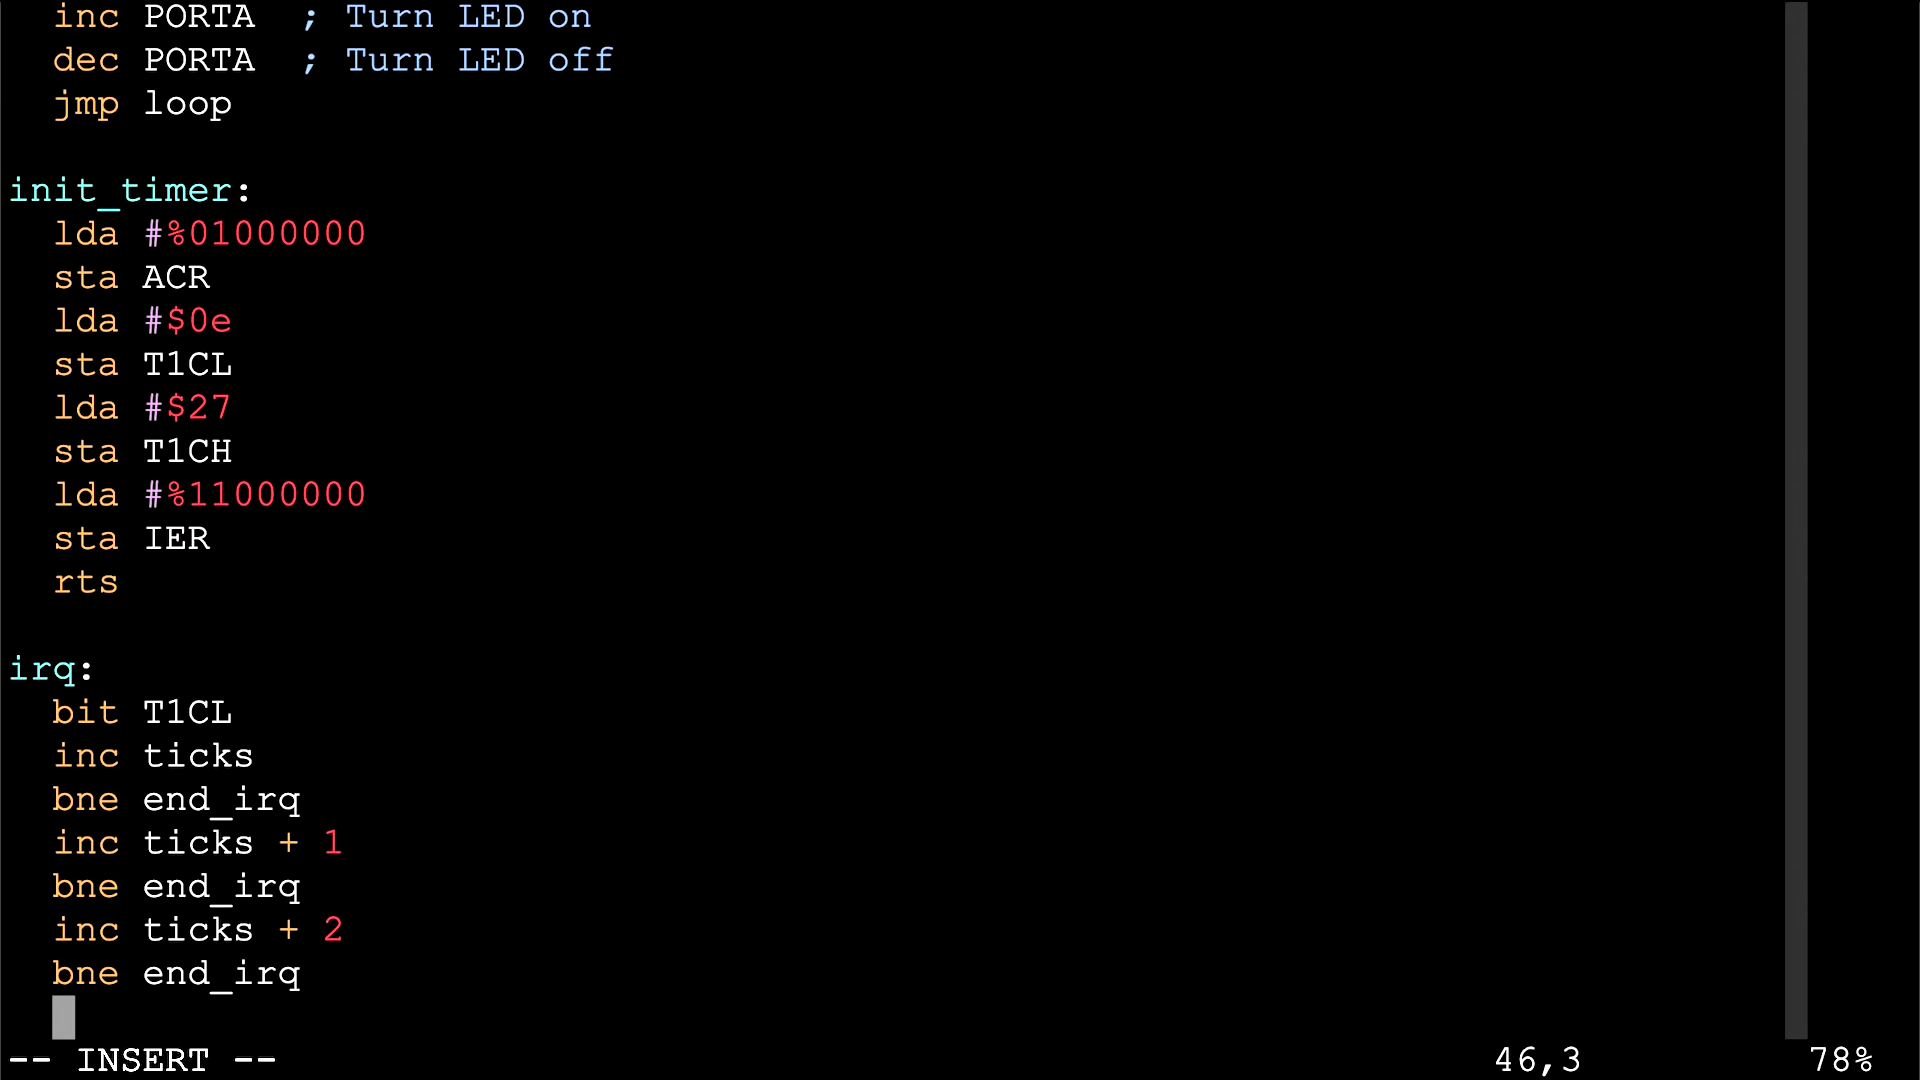 inc PORTA  ; Turn LED on
dec PORTA  ; Turn LED off
jmp loop
init_timer:
lda #%01000000
sta ACR
lda #$0e
sta T1CL
lda #$27
sta T1CH
lda #%11000000
sta IER
rts
irq:
bit T1CL
inc ticks
bne end_irq
inc ticks + 1
bne end_irq
inc ticks + 2
bne end_irq
-- INSERT -- 46,3 78%